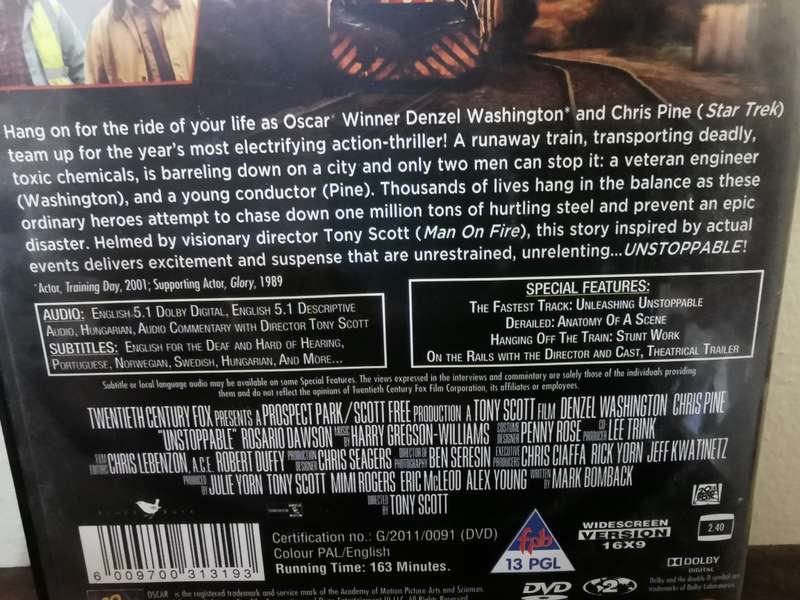 Hang on for the ride of your life as Oscar® Winner Denzel Washington* and Chris Pine (Star Trek)
team up for the year's most electrifying action-thriller! A runaway train, transporting deadly,
toxic chemicals, is barreling down on a city and only two men can stop it: a veteran engineer
(Washington), and a young conductor (Pine). Thousands of lives hang in the balance as these
ordinary heroes attempt to chase down one million tons of hurtling steel and prevent an epic
disaster. Helmed by visionary director Tony Scott (Man On Fire), this story inspired by actual
events delivers excitement and suspense that are unrestrained, unrelenting...UNSTOPPABLE!
*Actor, Training Day, 2001; Supporting Actor, Glory, 1989
AUDIO: English 5.1 Dolby Digital, English 5.1 Descriptive
Audio, Hungarian, Audio Commentary with Director Tony Scott
SUBTITLES: English for the Deaf and Hard of Hearing,
Portuguese, Norwegian, Swedish, Hungarian, And More...
SPECIAL FEATURES:
The Fastest Track: Unleashing Unstoppable
Derailed: Anatomy Of A Scene
Hanging Off The Train: Stunt Work
On the Rails with the Director and Cast, Theatrical Trailer
Subtitle or local language audio may be available on some Special Features. The views expressed in the interviews and commentary are solely those of the individuals providing
them and do not reflect the opinions of Twentieth Century Fox Film Corporation, its affiliates or employees.
TWENTIETH CENTURY FOX PRESENTS A PROSPECT PARK/SCOTT FREE PRODUCTION A TONY SCOTT FILM DENZEL WASHINGTON CHRIS PINE
"UNSTOPPABLE" ROSARIO DAWSON MUSIC BY HARRY GREGSON-WILLIAMS COSTUME DESIGNER PENNY ROSE CO-PRODUCER LEE TRINK
FILM EDITORS CHRIS LEBENZON, A.C.E. ROBERT DUFFY PRODUCTION DESIGNER CHRIS SEAGERS DIRECTOR OF PHOTOGRAPHY BEN SERESIN EXECUTIVE PRODUCERS CHRIS CIAFFA RICK YORN JEFF KWATINETZ
PRODUCED BY JULIE YORN TONY SCOTT MIMI ROGERS ERIC McLEOD ALEX YOUNG WRITTEN BY MARK BOMBACK
DIRECTED BY TONY SCOTT
Certification no.: G/2011/0091 (DVD)
Colour PAL/English
Running Time: 163 Minutes.
6 009700 313193
fpb
13 PGL
WIDESCREEN
VERSION
16X9
FOX
2.40
DVD
2
DOLBY
DIGITAL
Dolby and the double D symbol are
trademarks of Dolby Laboratories.
OSCAR is the registered trademark and service mark of the Academy of Motion Picture Arts and Sciences.